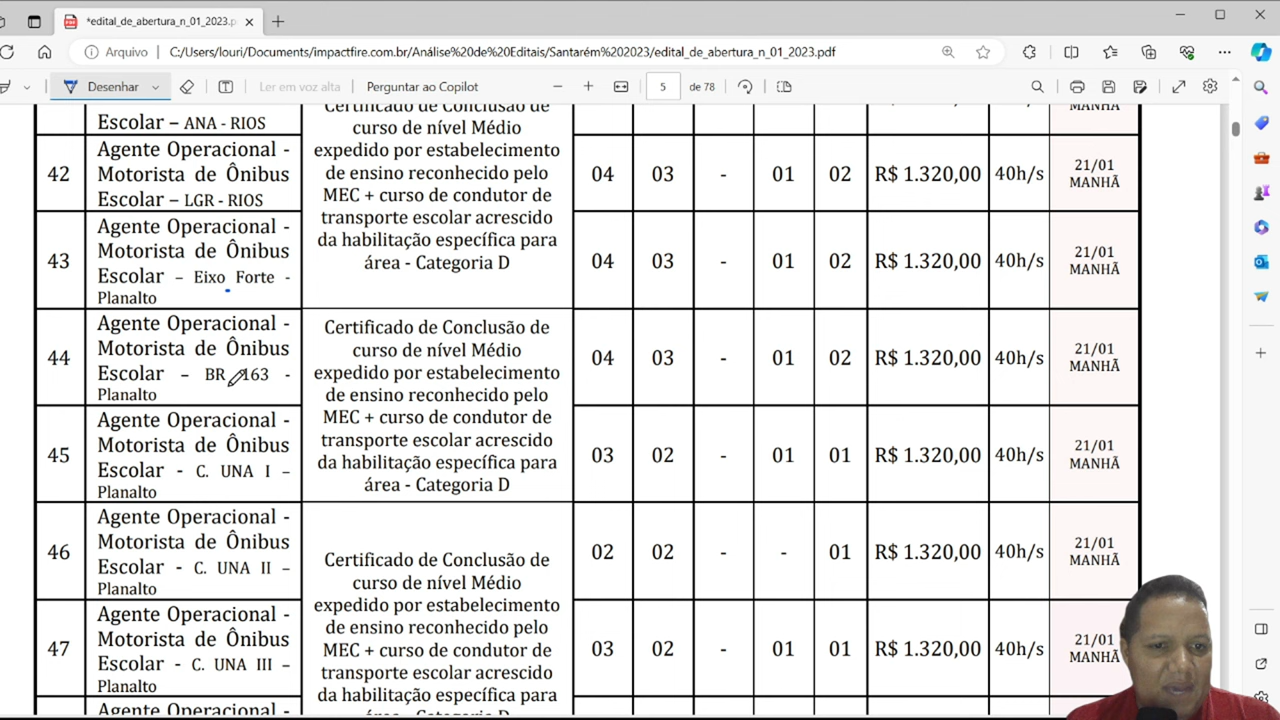 *edital_de_abertura_n_01_2023.p
Arquivo C:/Users/louri/Documents/impactfire.com.br/Análise%20de%20Editais/Santarém%202023/edital_de_abertura_n_01_2023.pdf
Desenhar Ler em voz alta Perguntar ao Copilot 5 de 78
Escolar – ANA - RIOS
Certificado de Conclusão de
curso de nível Médio
expedido por estabelecimento
de ensino reconhecido pelo
MEC + curso de condutor de
transporte escolar acrescido
da habilitação específica para
área - Categoria D
MANHÃ
42
Agente Operacional -
Motorista de Ônibus
Escolar – LGR - RIOS
04 03 - 01 02 R$ 1.320,00 40h/s
21/01
MANHÃ
43
Agente Operacional -
Motorista de Ônibus
Escolar – Eixo Forte -
Planalto
04 03 - 01 02 R$ 1.320,00 40h/s
21/01
MANHÃ
44
Agente Operacional -
Motorista de Ônibus
Escolar – BR 163 -
Planalto
Certificado de Conclusão de
curso de nível Médio
expedido por estabelecimento
de ensino reconhecido pelo
MEC + curso de condutor de
transporte escolar acrescido
da habilitação específica para
área - Categoria D
04 03 - 01 02 R$ 1.320,00 40h/s
21/01
MANHÃ
45
Agente Operacional -
Motorista de Ônibus
Escolar - C. UNA I –
Planalto
03 02 - 01 01 R$ 1.320,00 40h/s
21/01
MANHÃ
46
Agente Operacional -
Motorista de Ônibus
Escolar - C. UNA II –
Planalto
Certificado de Conclusão de
curso de nível Médio
expedido por estabelecimento
de ensino reconhecido pelo
MEC + curso de condutor de
transporte escolar acrescido
da habilitação específica para
área - Categoria D
02 02 - - 01 R$ 1.320,00 40h/s
21/01
MANHÃ
47
Agente Operacional -
Motorista de Ônibus
Escolar - C. UNA III –
Planalto
03 02 - 01 01 R$ 1.320,00 40h/s
21/01
MANHÃ
Agente Operacional -